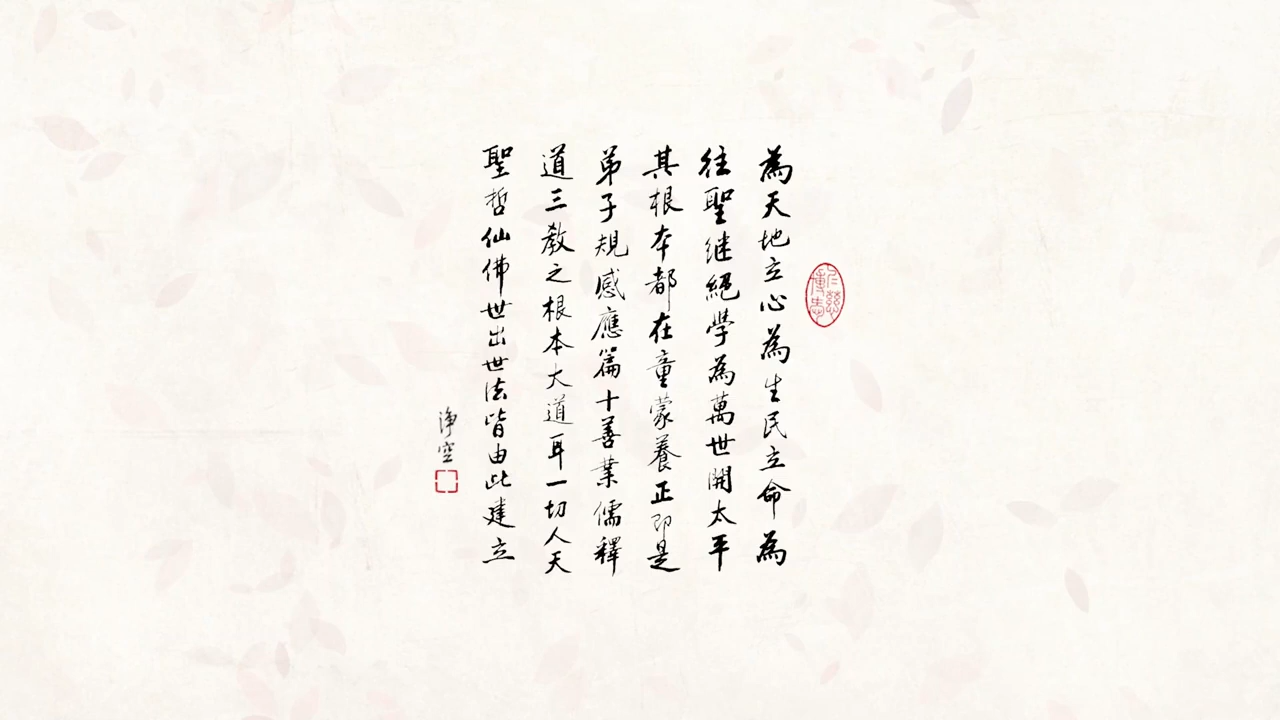 為天地立心為生民立命為
往聖继絕學為萬世開太平
其根本都在童蒙養正即是
弟子規感應篇十善業儒釋
道三教之根本大道耳一切人天
聖哲仙佛世出世法皆由此建立
淨空